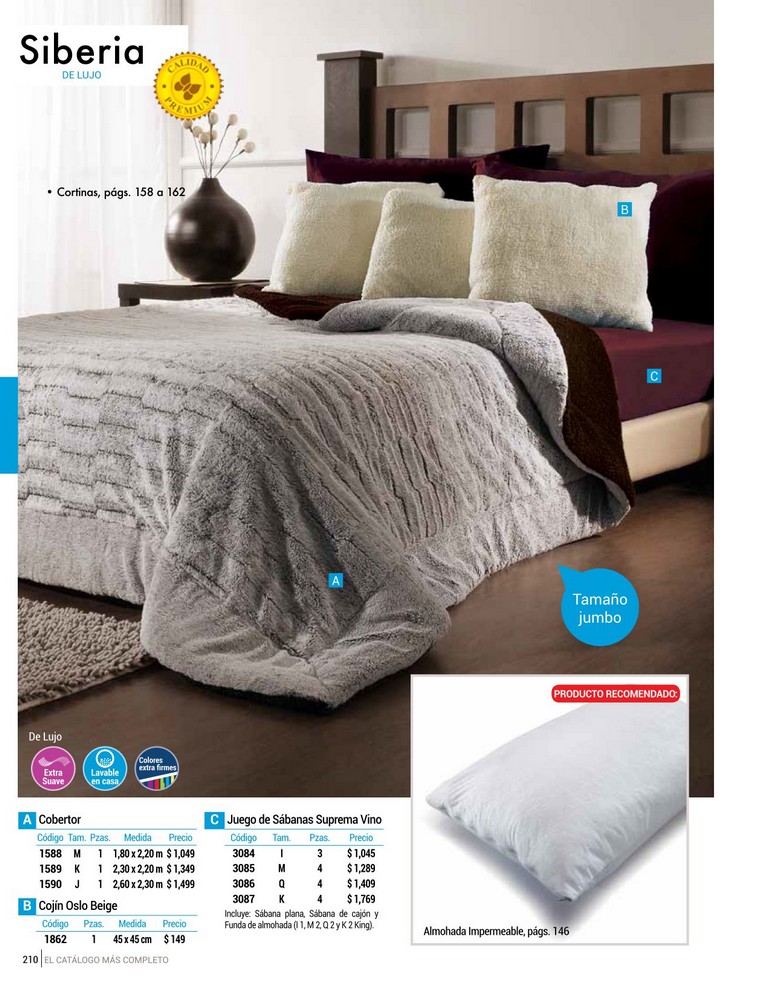 Siberia
DE LUJO
CALIDAD
PREMIUM
• Cortinas, págs. 158 a 162
B
C
A
Tamaño
jumbo
PRODUCTO RECOMENDADO:
Almohada Impermeable, págs. 146
De Lujo
Extra
Suave
Lavable
en casa
Colores
extra firmes
A Cobertor
Código Tam. Pzas. Medida Precio
1588 M 1 1,80 x 2,20 m $ 1,049
1589 K 1 2,30 x 2,20 m $ 1,349
1590 J 1 2,60 x 2,30 m $ 1,499
B Cojín Oslo Beige
Código Pzas. Medida Precio
1862 1 45 x 45 cm $ 149
C Juego de Sábanas Suprema Vino
Código Tam. Pzas. Precio
3084 I 3 $ 1,045
3085 M 4 $ 1,289
3086 Q 4 $ 1,409
3087 K 4 $ 1,769
Incluye: Sábana plana, Sábana de cajón y
Funda de almohada (I 1, M 2, Q 2 y K 2 King).
210 EL CATÁLOGO MÁS COMPLETO